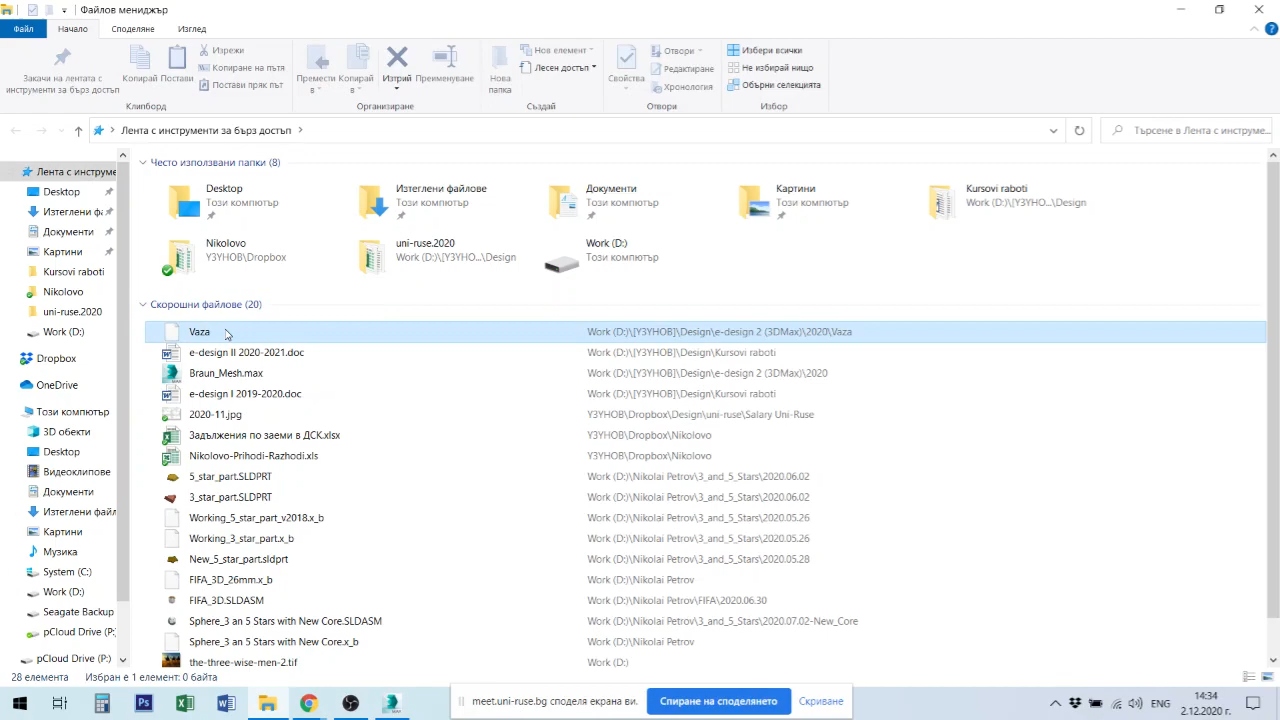 Файлов мениджър
Файл Начало Споделяне Изглед
Закачи на лентата с инструменти за бърз достъп
Копирай Постави
Изрежи
Копиране на пътя
Постави пряк път
Клипборд
Премести в Копирай в Изтрий Преименуване
Организиране
Нова папка
Нов елемент
Лесен достъп
Създай
Свойства
Отвори
Редактиране
Хронология
Отвори
Избери всички
Не избирай нищо
Обърни селекцията
Избор
Лента с инструменти за бърз достъп
Търсене в Лента с инструме...
Лента с инструме
Desktop
Изтеглени фа
Документи
Картини
Kursovi raboti
Nikolovo
uni-ruse.2020
Work (D:)
Dropbox
OneDrive
Този компютър
3D обекти
Desktop
Видеоклипове
Документи
Изтеглени файл
Картини
Музика
System (C:)
Work (D:)
Seagate Backup
pCloud Drive (P:
pCloud Drive (P:)
Често използвани папки (8)
Desktop
Този компютър
Изтеглени файлове
Този компютър
Документи
Този компютър
Картини
Този компютър
Kursovi raboti
Work (D:)\[Y3YHO...\Design
Nikolovo
Y3YHOB\Dropbox
uni-ruse.2020
Work (D:)\[Y3YHO...\Design
Work (D:)
Този компютър
Скорошни файлове (20)
Vaza Work (D:)\[Y3YHOB]\Design\e-design 2 (3DMax)\2020\Vaza
e-design II 2020-2021.doc Work (D:)\[Y3YHOB]\Design\Kursovi raboti
Braun_Mesh.max Work (D:)\[Y3YHOB]\Design\e-design 2 (3DMax)\2020
e-design I 2019-2020.doc Work (D:)\[Y3YHOB]\Design\Kursovi raboti
2020-11.jpg Y3YHOB\Dropbox\Design\uni-ruse\Salary Uni-Ruse
Задължения по заеми в ДСК.xlsx Y3YHOB\Dropbox\Nikolovo
Nikolovo-Prihodi-Razhodi.xls Y3YHOB\Dropbox\Nikolovo
5_star_part.SLDPRT Work (D:)\Nikolai Petrov\3_and_5_Stars\2020.06.02
3_star_part.SLDPRT Work (D:)\Nikolai Petrov\3_and_5_Stars\2020.06.02
Working_5_star_part_v2018.x_b Work (D:)\Nikolai Petrov\3_and_5_Stars\2020.05.26
Working_3_star_part.x_b Work (D:)\Nikolai Petrov\3_and_5_Stars\2020.05.26
New_5_star_part.sldprt Work (D:)\Nikolai Petrov\3_and_5_Stars\2020.05.28
FIFA_3D_26mm.x_b Work (D:)\Nikolai Petrov
FIFA_3D.SLDASM Work (D:)\Nikolai Petrov\FIFA\2020.06.30
Sphere_3 an 5 Stars with New Core.SLDASM Work (D:)\Nikolai Petrov\3_and_5_Stars\2020.07.02-New_Core
Sphere_3 an 5 Stars with New Core.x_b Work (D:)\Nikolai Petrov
the-three-wise-men-2.tif Work (D:)
28 елемента Избран е 1 елемент: 0 байта
meet.uni-ruse.bg споделя екрана ви. Спиране на споделянето Скриване
ENG
14:34
2.12.2020 г.